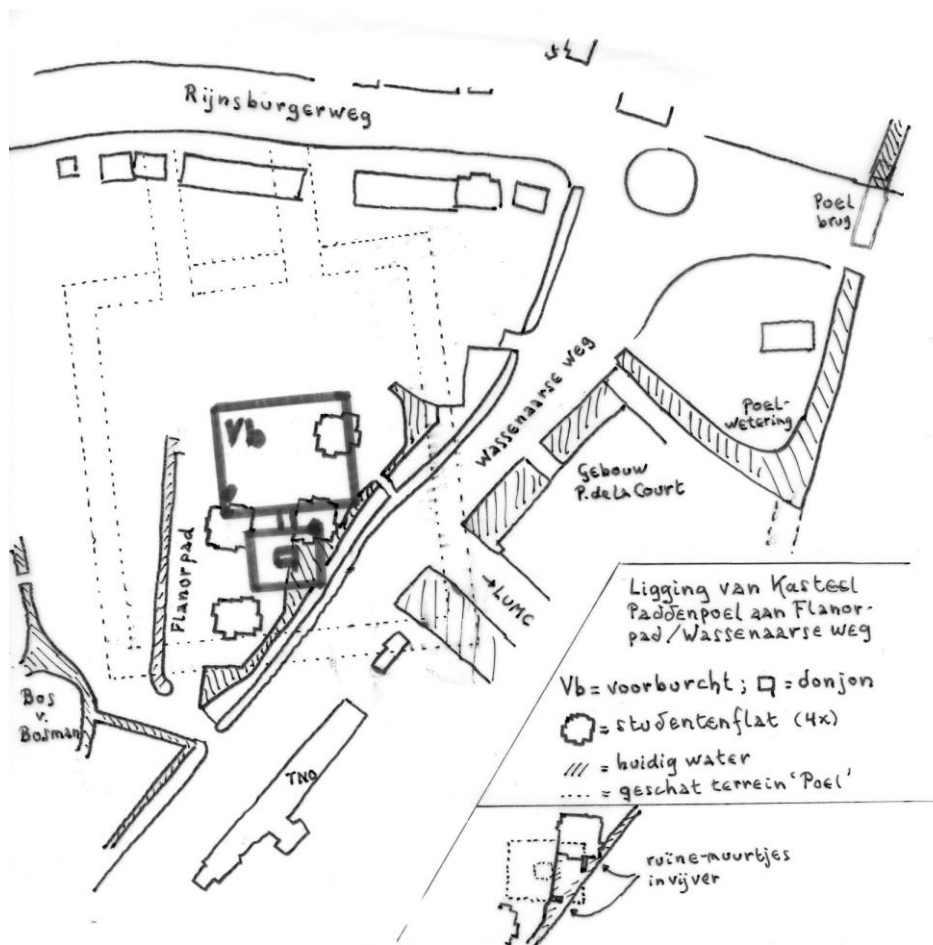 Rijnsburgerweg
Poel
brug
Wassenaarse weg
Poel-
wetering
Vb
Gebouw
P. de La Court
Flanorpad
→ LUMC
Bos
v.
Bosman
TNO
Ligging van Kasteel
Paddenpoel aan Flanor-
pad/Wassenaarse weg
Vb = voorburcht; = donjon
= studentenflat (4x)
/// = huidig water
..... = geschat terrein 'Poel'
ruïne-muurtjes
in vijver